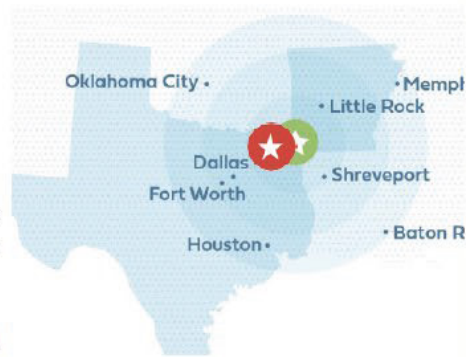 Oklahoma City
Memph
Little Rock
Dallas
Fort Worth
Shreveport
Baton R
Houston